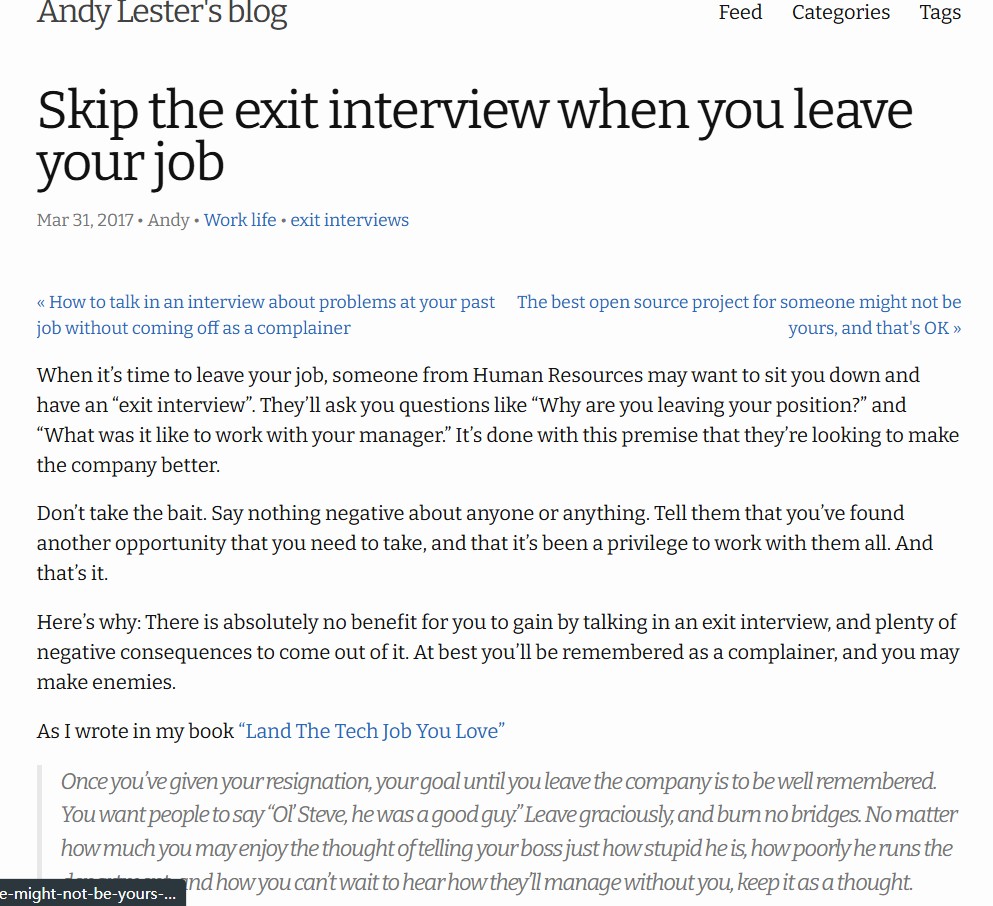 Andy Lester's blog
Feed Categories Tags
Skip the exit interview when you leave
your job
Mar 31, 2017 • Andy • Work life • exit interviews
« How to talk in an interview about problems at your past
job without coming off as a complainer
The best open source project for someone might not be
yours, and that's OK »
When it’s time to leave your job, someone from Human Resources may want to sit you down and
have an “exit interview”. They’ll ask you questions like “Why are you leaving your position?” and
“What was it like to work with your manager.” It’s done with this premise that they’re looking to make
the company better.
Don’t take the bait. Say nothing negative about anyone or anything. Tell them that you’ve found
another opportunity that you need to take, and that it’s been a privilege to work with them all. And
that’s it.
Here’s why: There is absolutely no benefit for you to gain by talking in an exit interview, and plenty of
negative consequences to come out of it. At best you’ll be remembered as a complainer, and you may
make enemies.
As I wrote in my book “Land The Tech Job You Love”
Once you’ve given your resignation, your goal until you leave the company is to be well remembered.
You want people to say “Ol’ Steve, he was a good guy.” Leave graciously, and burn no bridges. No matter
how much you may enjoy the thought of telling your boss just how stupid he is, how poorly he runs the
department, and how you can’t wait to hear how they’ll manage without you, keep it as a thought.
e-might-not-be-yours-...